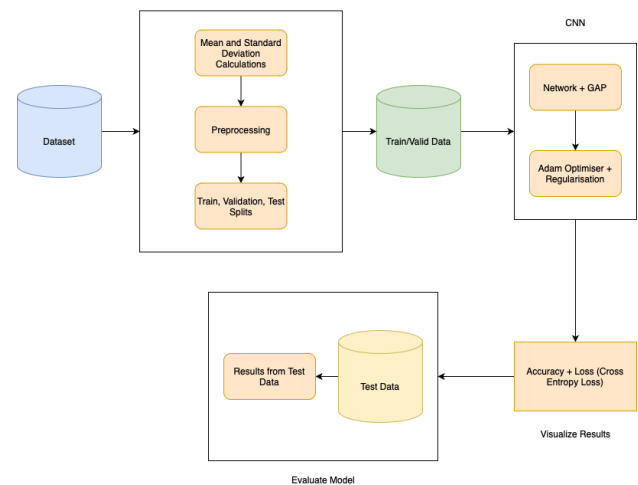 CNN
Mean and Standard
Deviation
Calculations
Network + GAP
Dataset
Preprocessing
Train/Valid Data
Adam Optimiser +
Regularisation
Train, Validation, Test
Splits
Results from Test
Data
Test Data
Accuracy + Loss (Cross
Entropy Loss)
Visualize Results
Evaluate Model